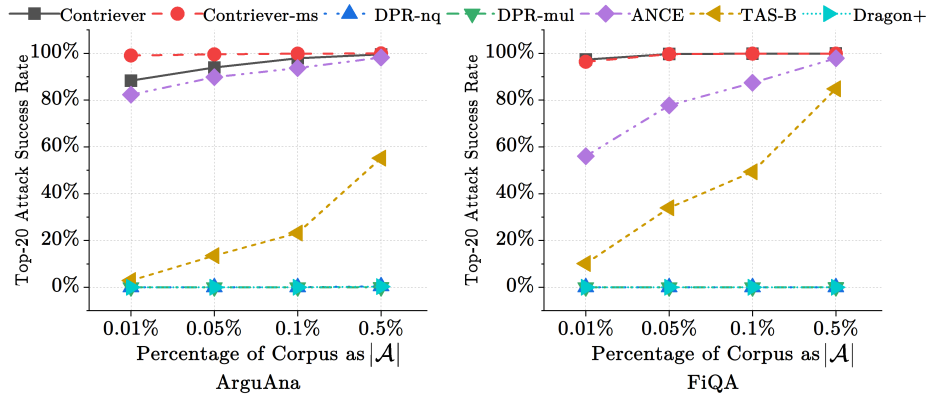 Contriever Contriever-ms DPR-nq DPR-mul ANCE TAS-B Dragon+
Top-20 Attack Success Rate
100%
80%
60%
40%
20%
0%
0.01% 0.05% 0.1% 0.5%
Percentage of Corpus as |𝒜|
ArguAna
Top-20 Attack Success Rate
100%
80%
60%
40%
20%
0%
0.01% 0.05% 0.1% 0.5%
Percentage of Corpus as |𝒜|
FiQA